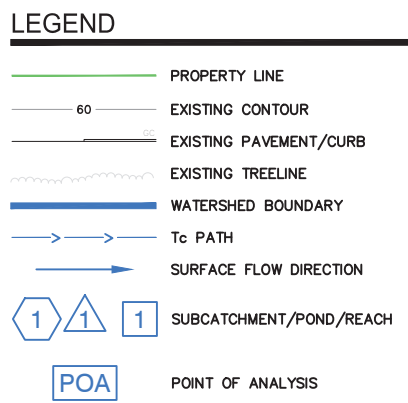 LEGEND
PROPERTY LINE
60 EXISTING CONTOUR
GC EXISTING PAVEMENT/CURB
EXISTING TREELINE
WATERSHED BOUNDARY
Tc PATH
SURFACE FLOW DIRECTION
1 1 1 SUBCATCHMENT/POND/REACH
POA POINT OF ANALYSIS